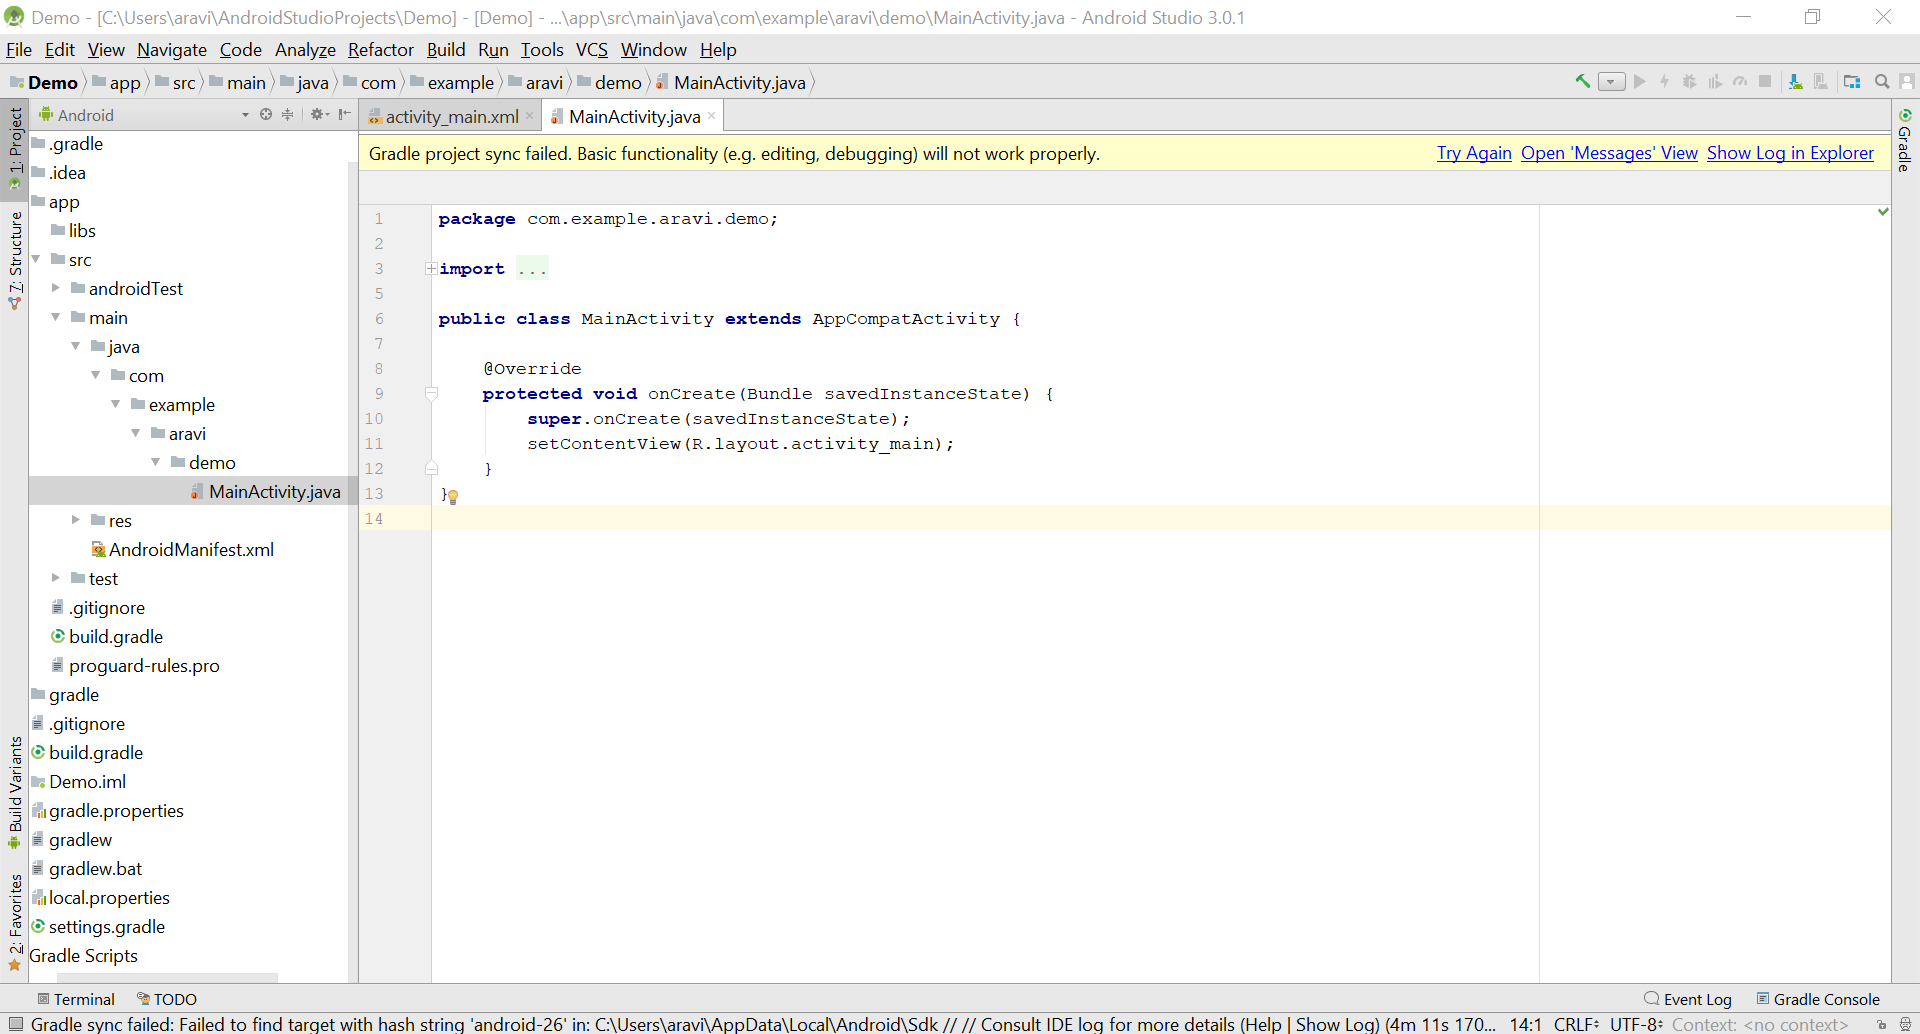 Demo - [C:\Users\aravi\AndroidStudioProjects\Demo] - [Demo] - ...\app\src\main\java\com\example\aravi\demo\MainActivity.java - Android Studio 3.0.1
File Edit View Navigate Code Analyze Refactor Build Run Tools VCS Window Help
Demo app src main java com example aravi demo MainActivity.java
1: Project
7: Structure
Build Variants
2: Favorites
Android
.gradle
.idea
app
libs
src
androidTest
main
java
com
example
aravi
demo
MainActivity.java
res
AndroidManifest.xml
test
.gitignore
build.gradle
proguard-rules.pro
gradle
.gitignore
build.gradle
Demo.iml
gradle.properties
gradlew
gradlew.bat
local.properties
settings.gradle
Gradle Scripts
activity_main.xml MainActivity.java
Gradle project sync failed. Basic functionality (e.g. editing, debugging) will not work properly. Try Again Open 'Messages' View Show Log in Explorer
1 package com.example.aravi.demo;
2
3 import ...
5
6 public class MainActivity extends AppCompatActivity {
7
8 @Override
9 protected void onCreate(Bundle savedInstanceState) {
10 super.onCreate(savedInstanceState);
11 setContentView(R.layout.activity_main);
12 }
13 }
14
Gradle
Terminal TODO Event Log Gradle Console
Gradle sync failed: Failed to find target with hash string 'android-26' in: C:\Users\aravi\AppData\Local\Android\Sdk // // Consult IDE log for more details (Help | Show Log) (4m 11s 170... 14:1 CRLF UTF-8 Context: <no context>